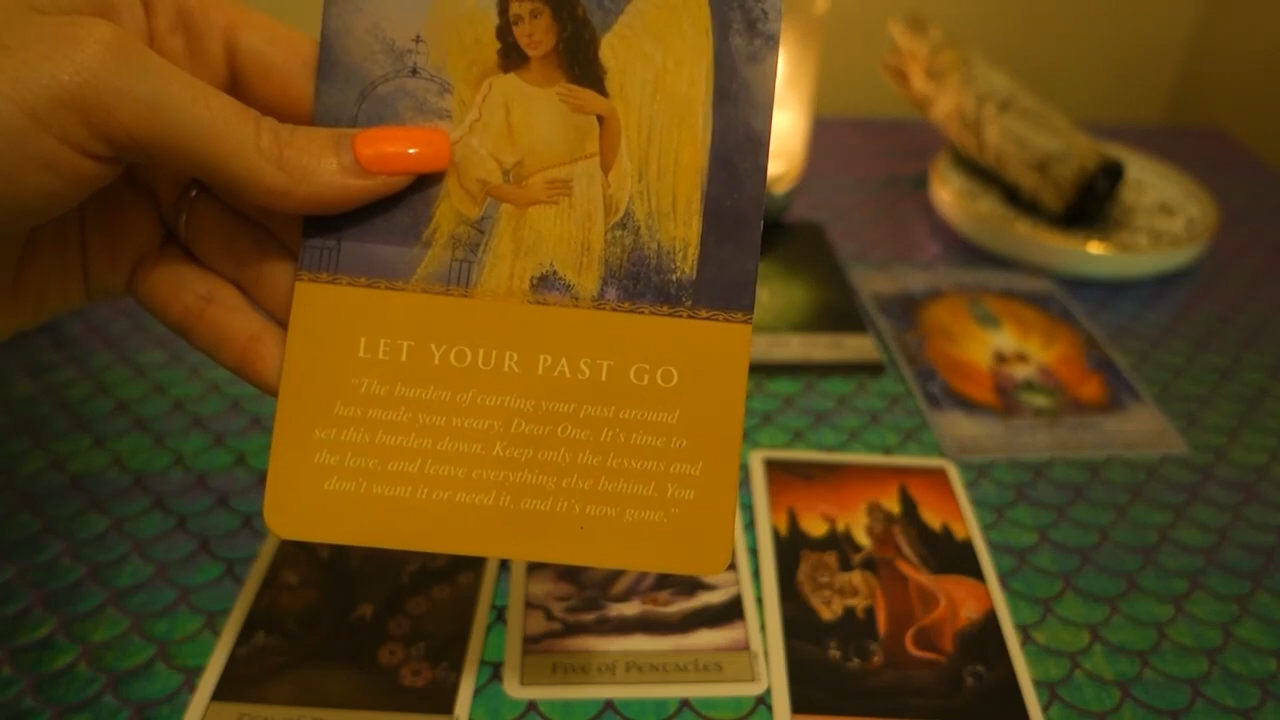 LET YOUR PAST GO
"The burden of carting your past around
has made you weary, Dear One. It's time to
set this burden down. Keep only the lessons and
the love, and leave everything else behind. You
don't want it or need it, and it's now gone."
FIVE OF PENTACLES